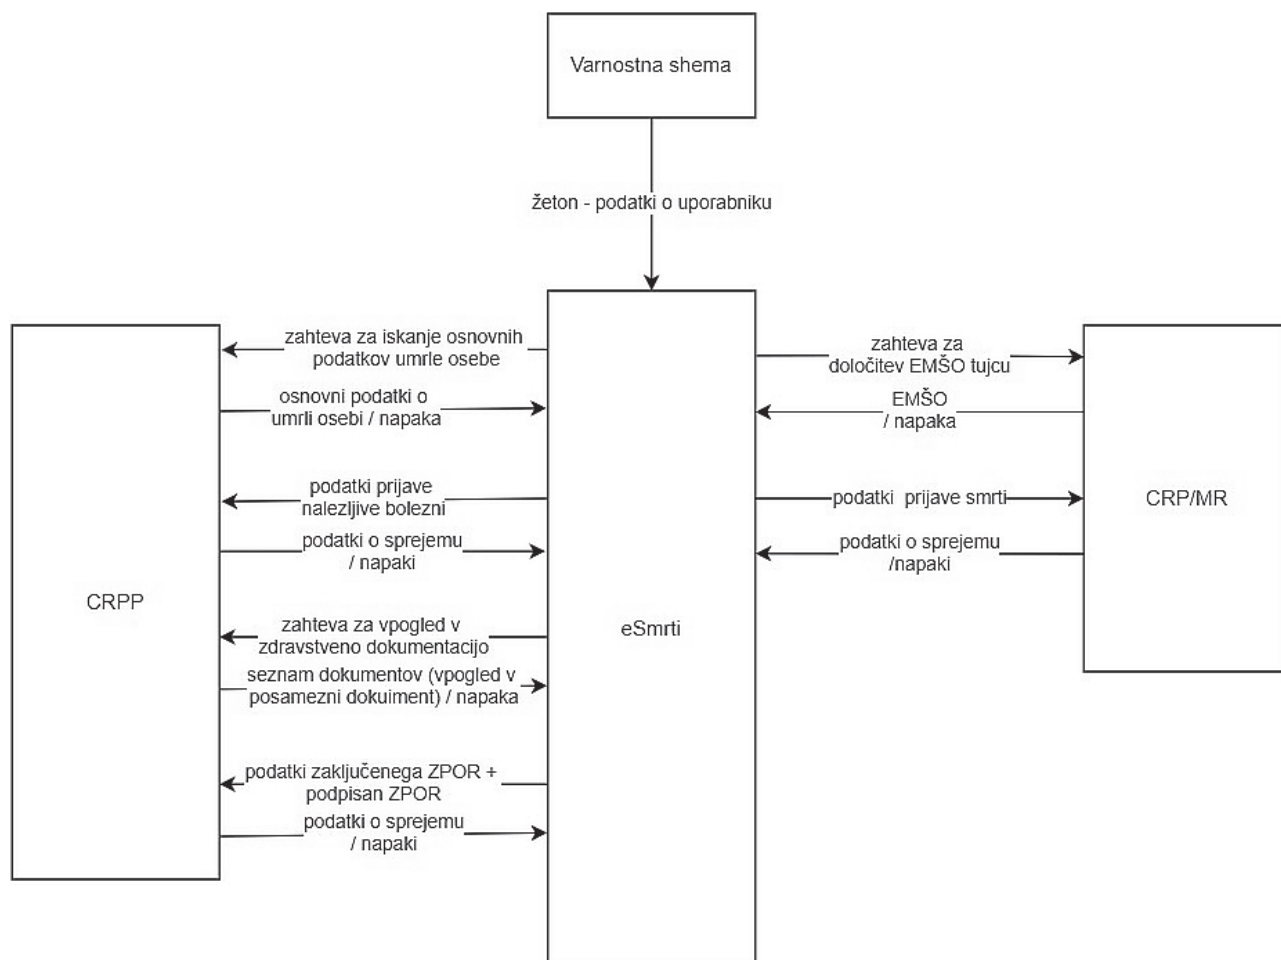 Varnostna shema
žeton - podatki o uporabniku
zahteva za iskanje osnovnih
podatkov umrle osebe
osnovni podatki o
umrli osebi / napaka
podatki prijave
nalezljive bolezni
podatki o sprejemu
/ napaki
CRPP
zahteva za vpogled v
zdravstveno dokumentacijo
seznam dokumentov (vpogled v
posamezni dokuiment) / napaka
podatki zaključenega ZPOR +
podpisan ZPOR
podatki o sprejemu
/ napaki
eSmrti
zahteva za
določitev EMŠO tujcu
EMŠO
/ napaka
podatki  prijave smrti
podatki o sprejemu
/napaki
CRP/MR